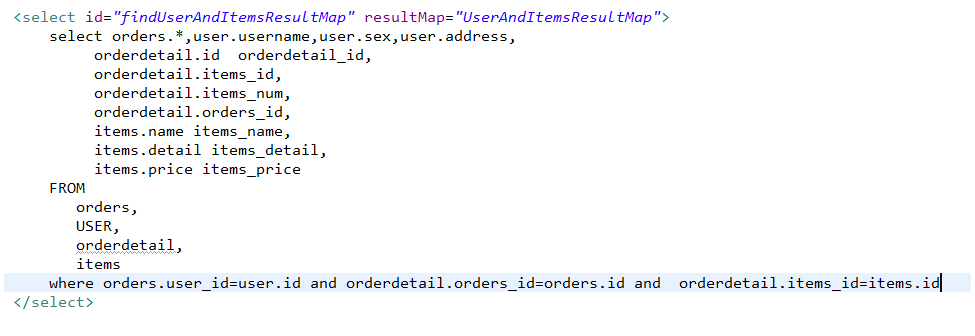 <select id="findUserAndItemsResultMap" resultMap="UserAndItemsResultMap">
select orders.*,user.username,user.sex,user.address,
orderdetail.id  orderdetail_id,
orderdetail.items_id,
orderdetail.items_num,
orderdetail.orders_id,
items.name items_name,
items.detail items_detail,
items.price items_price
FROM
orders,
USER,
orderdetail,
items
where orders.user_id=user.id and orderdetail.orders_id=orders.id and  orderdetail.items_id=items.id
</select>